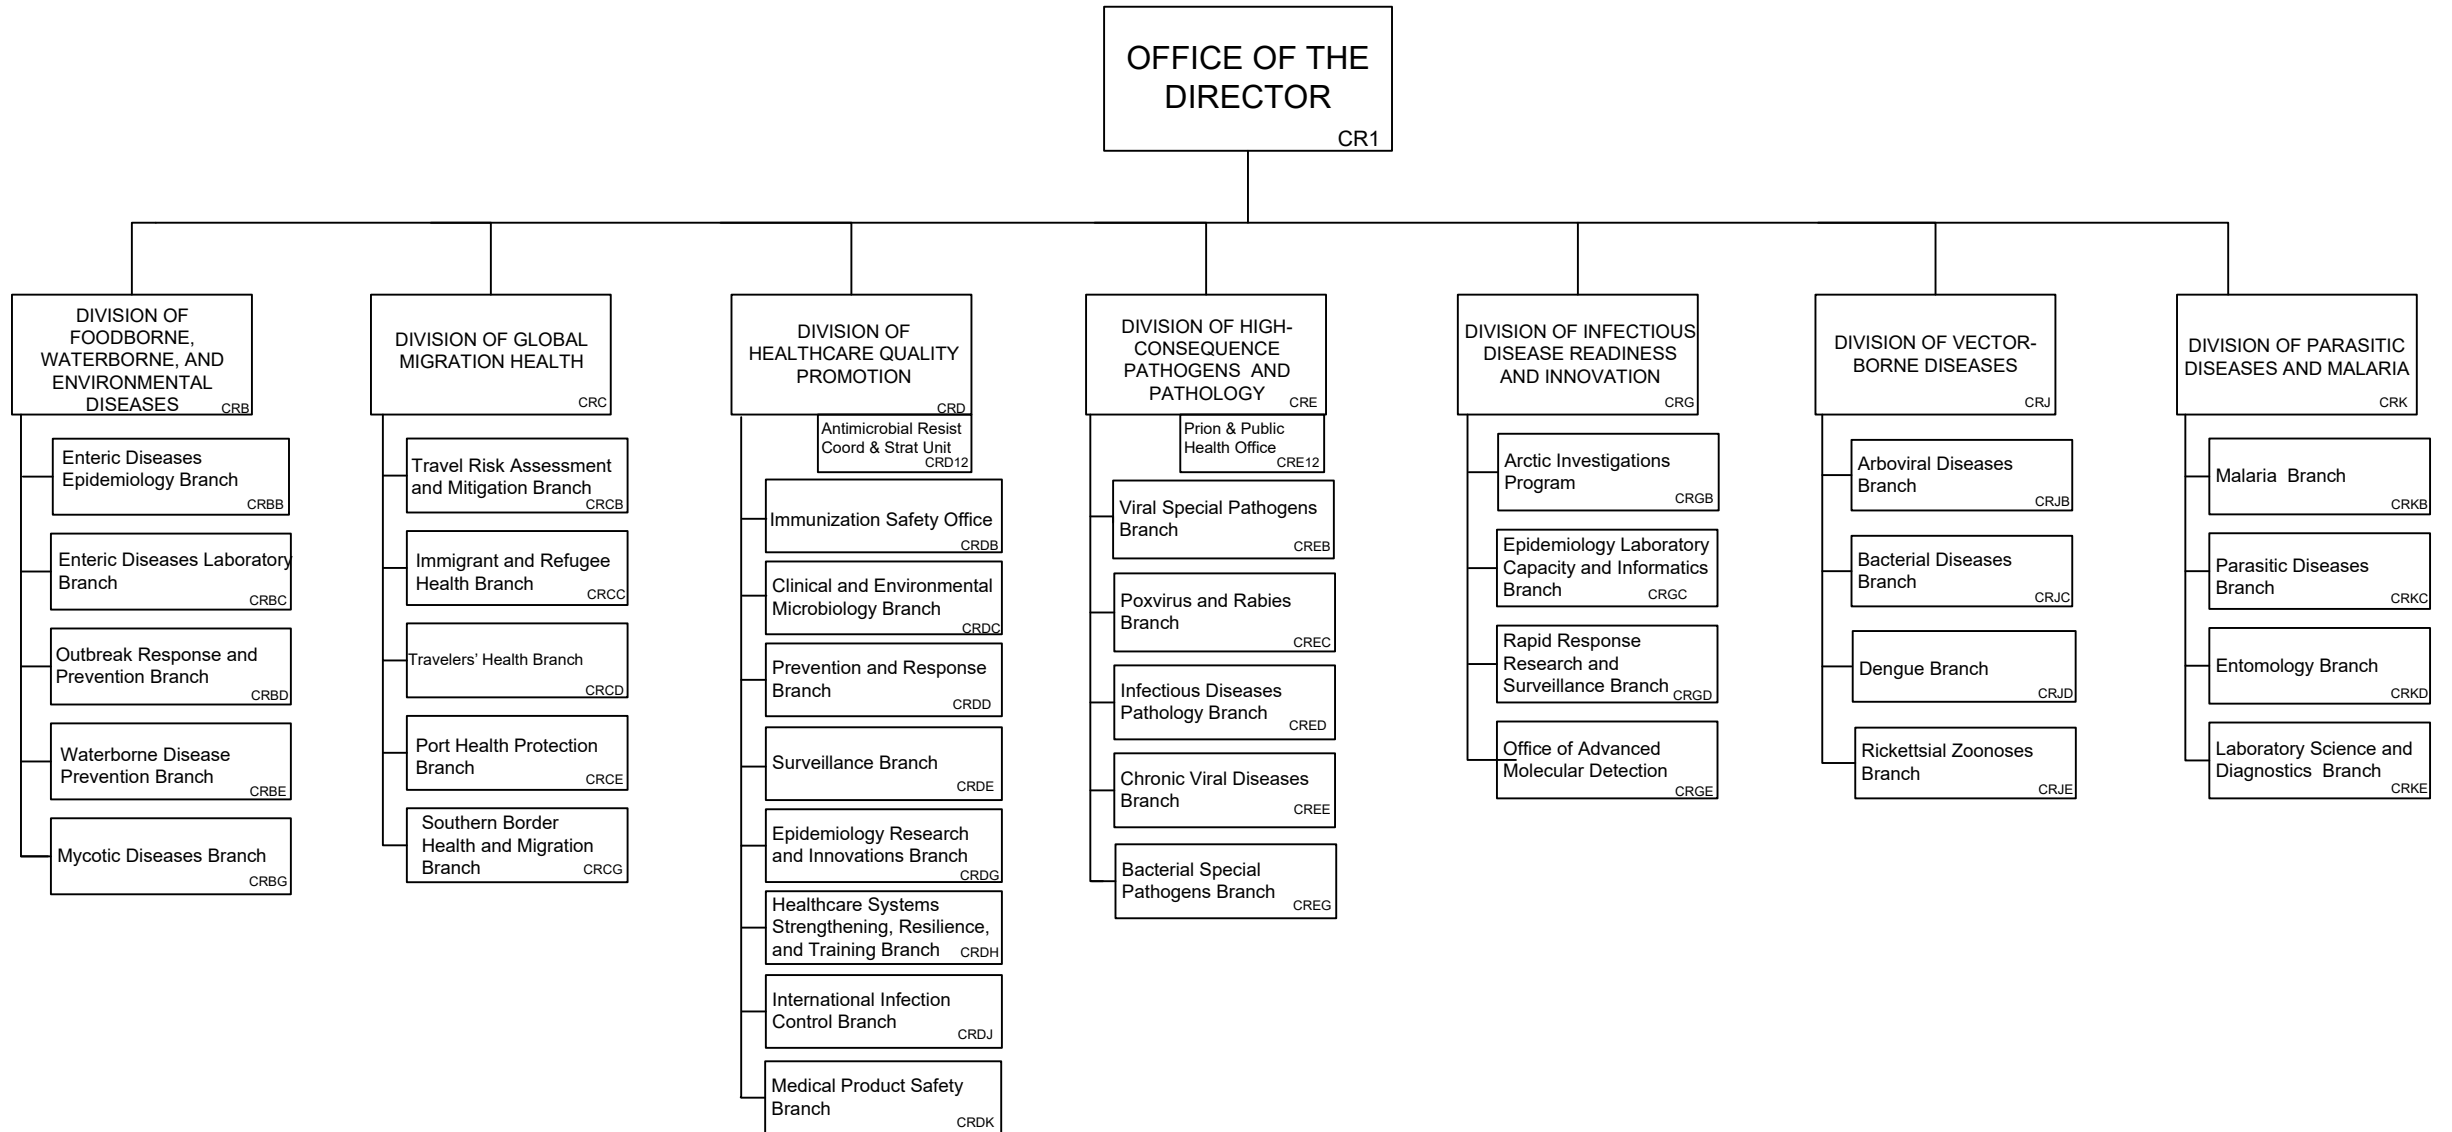 OFFICE OF THE
DIRECTOR
CR1
DIVISION OF
FOODBORNE,
WATERBORNE, AND
ENVIRONMENTAL
DISEASES
CRB
Enteric Diseases
Epidemiology Branch
CRBB
Enteric Diseases Laboratory
Branch
CRBC
Outbreak Response and
Prevention Branch
CRBD
Waterborne Disease
Prevention Branch
CRBE
Mycotic Diseases Branch
CRBG
DIVISION OF GLOBAL
MIGRATION HEALTH
CRC
Travel Risk Assessment
and Mitigation Branch
CRCB
Immigrant and Refugee
Health Branch
CRCC
Travelers’ Health Branch
CRCD
Port Health Protection
Branch
CRCE
Southern Border
Health and Migration
Branch
CRCG
DIVISION OF
HEALTHCARE QUALITY
PROMOTION
CRD
Antimicrobial Resist
Coord & Strat Unit
CRD12
Immunization Safety Office
CRDB
Clinical and Environmental
Microbiology Branch
CRDC
Prevention and Response
Branch
CRDD
Surveillance Branch
CRDE
Epidemiology Research
and Innovations Branch
CRDG
Healthcare Systems
Strengthening, Resilience,
and Training Branch
CRDH
International Infection
Control Branch
CRDJ
Medical Product Safety
Branch
CRDK
DIVISION OF HIGH-
CONSEQUENCE
PATHOGENS AND
PATHOLOGY
CRE
Prion & Public
Health Office
CRE12
Viral Special Pathogens
Branch
CREB
Poxvirus and Rabies
Branch
CREC
Infectious Diseases
Pathology Branch
CRED
Chronic Viral Diseases
Branch
CREE
Bacterial Special
Pathogens Branch
CREG
DIVISION OF INFECTIOUS
DISEASE READINESS
AND INNOVATION
CRG
Arctic Investigations
Program
CRGB
Epidemiology Laboratory
Capacity and Informatics
Branch
CRGC
Rapid Response
Research and
Surveillance Branch
CRGD
Office of Advanced
Molecular Detection
CRGE
DIVISION OF VECTOR-
BORNE DISEASES
CRJ
Arboviral Diseases
Branch
CRJB
Bacterial Diseases
Branch
CRJC
Dengue Branch
CRJD
Rickettsial Zoonoses
Branch
CRJE
DIVISION OF PARASITIC
DISEASES AND MALARIA
CRK
Malaria Branch
CRKB
Parasitic Diseases
Branch
CRKC
Entomology Branch
CRKD
Laboratory Science and
Diagnostics Branch
CRKE